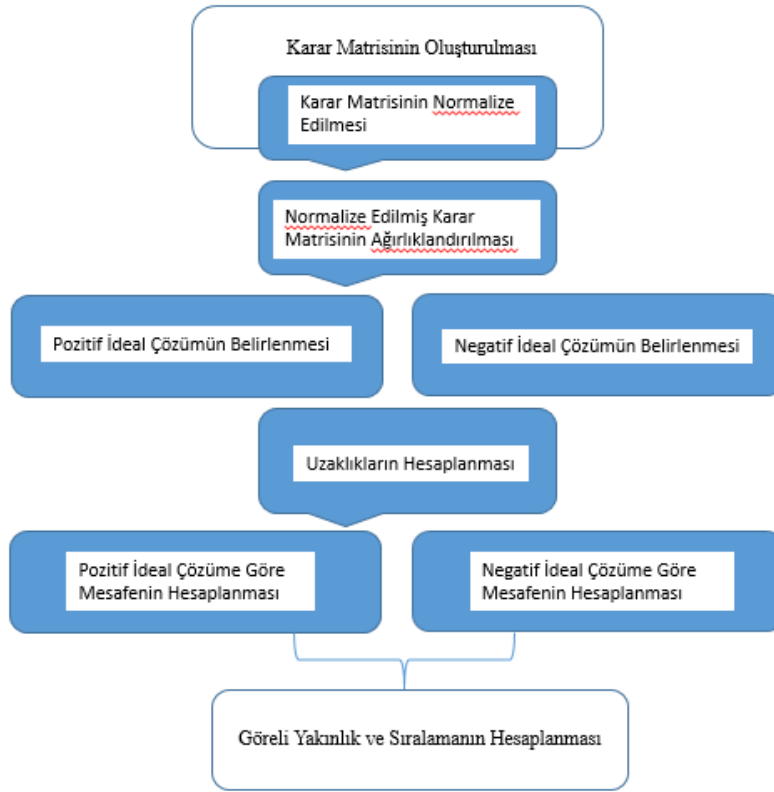 Karar Matrisinin Oluşturulması
Karar Matrisinin Normalize
Edilmesi
Normalize Edilmiş Karar
Matrisinin Ağırlıklandırılması
Pozitif İdeal Çözümün Belirlenmesi
Negatif İdeal Çözümün Belirlenmesi
Uzaklıkların Hesaplanması
Pozitif İdeal Çözüme Göre
Mesafenin Hesaplanması
Negatif İdeal Çözüme Göre
Mesafenin Hesaplanması
Göreli Yakınlık ve Sıralamanın Hesaplanması